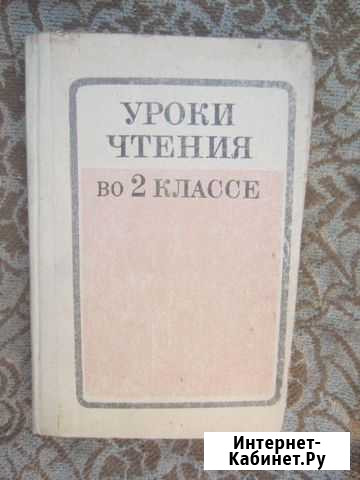 УРОКИ
ЧТЕНИЯ
ВО 2 КЛАССЕ
Интернет-
Кабинет.Ру